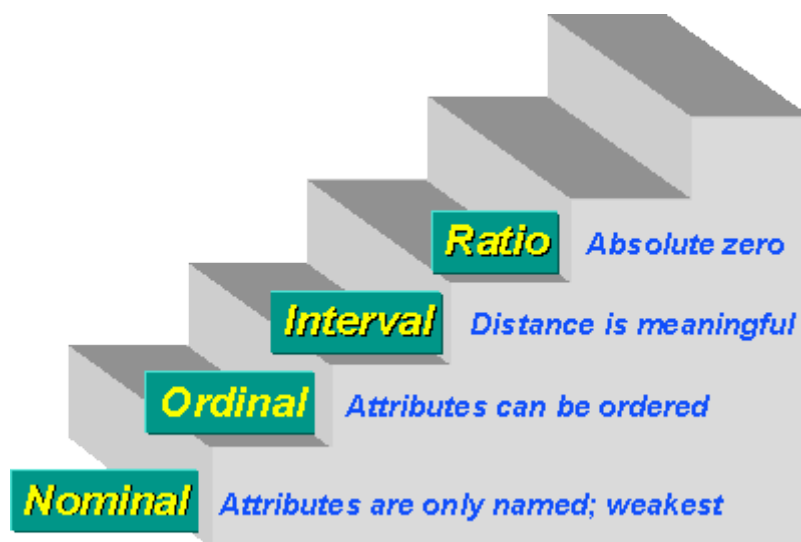 Ratio Absolute zero
Interval Distance is meaningful
Ordinal Attributes can be ordered
Nominal Attributes are only named; weakest